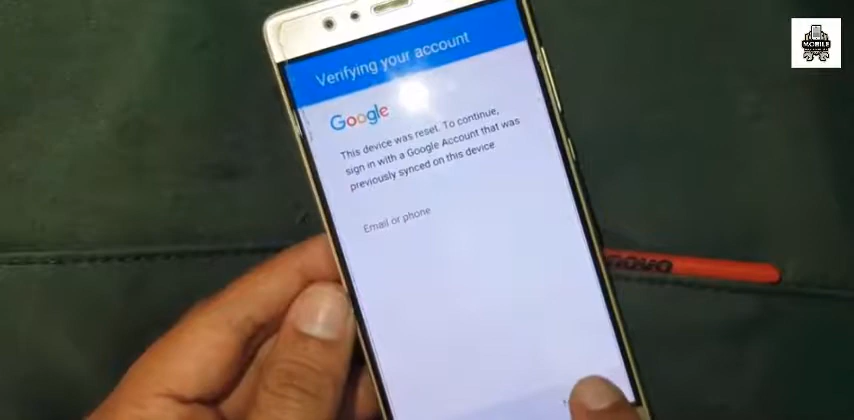 MOBILE
Verifying your account
Google
This device was reset. To continue,
sign in with a Google Account that was
previously synced on this device
Email or phone